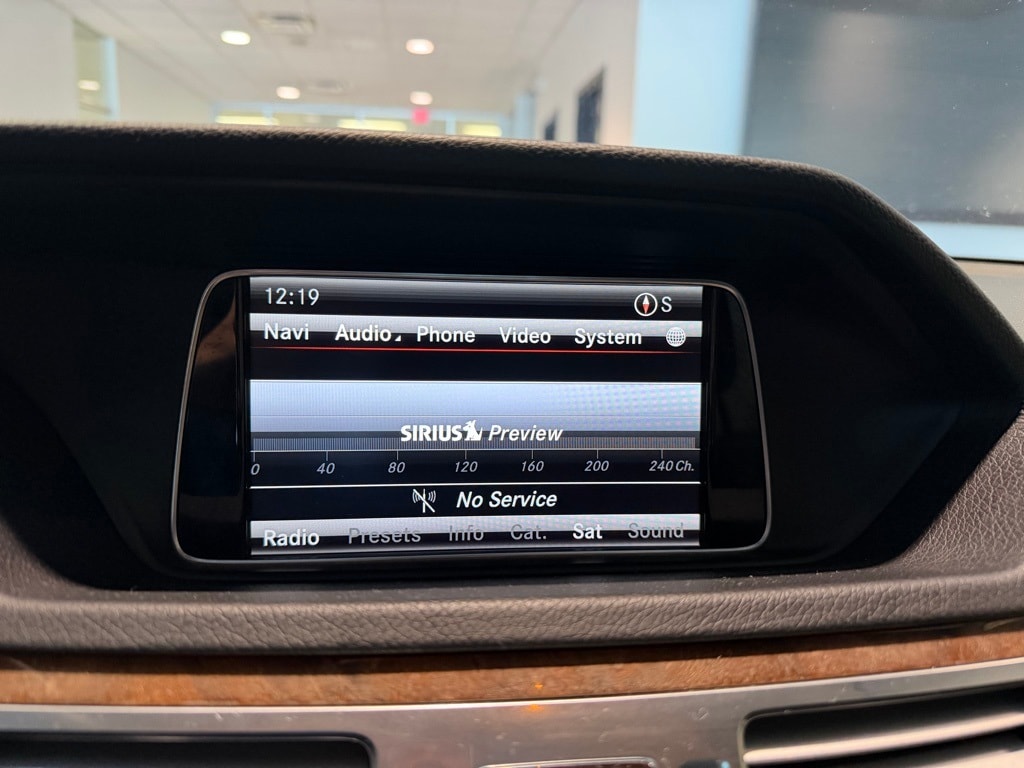 12:19 S
Navi Audio Phone Video System
SIRIUS Preview
0 40 80 120 160 200 240 Ch.
No Service
Radio Presets Info Cat. Sat Sound